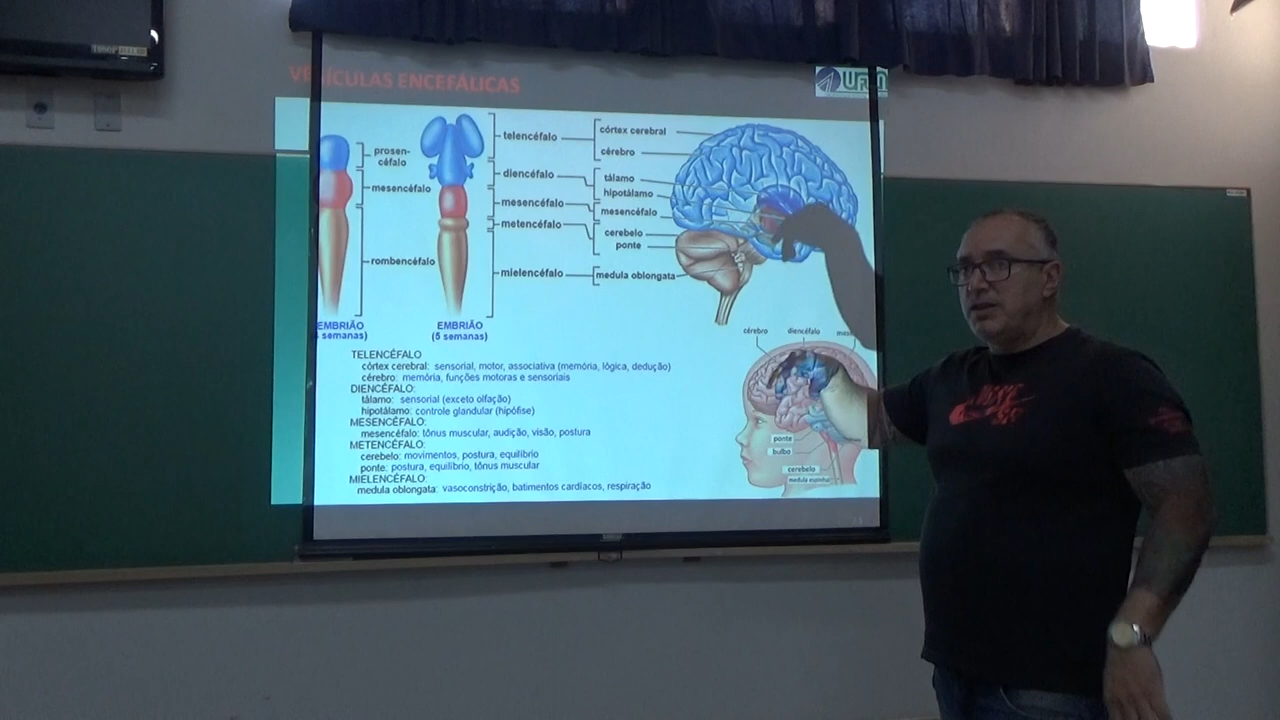 VESÍCULAS ENCEFÁLICAS
prosen-
céfalo
mesencéfalo
rombencéfalo
EMBRIÃO
semanas)
EMBRIÃO
(5 semanas)
telencéfalo
diencéfalo
mesencéfalo
metencéfalo
mielencéfalo
córtex cerebral
cérebro
tálamo
hipotálamo
mesencéfalo
cerebelo
ponte
medula oblongata
TELENCÉFALO
córtex cerebral: sensorial, motor, associativa (memória, lógica, dedução)
cérebro: memória, funções motoras e sensoriais
DIENCÉFALO:
tálamo: sensorial (exceto olfação)
hipotálamo: controle glandular (hipófise)
MESENCÉFALO:
mesencéfalo: tônus muscular, audição, visão, postura
METENCÉFALO:
cerebelo: movimentos, postura, equilíbrio
ponte: postura, equilíbrio, tônus muscular
MIELENCÉFALO:
medula oblongata: vasoconstrição, batimentos cardíacos, respiração
cérebro diencéfalo mes
ponte
bulbo
cerebelo
medula espinhal